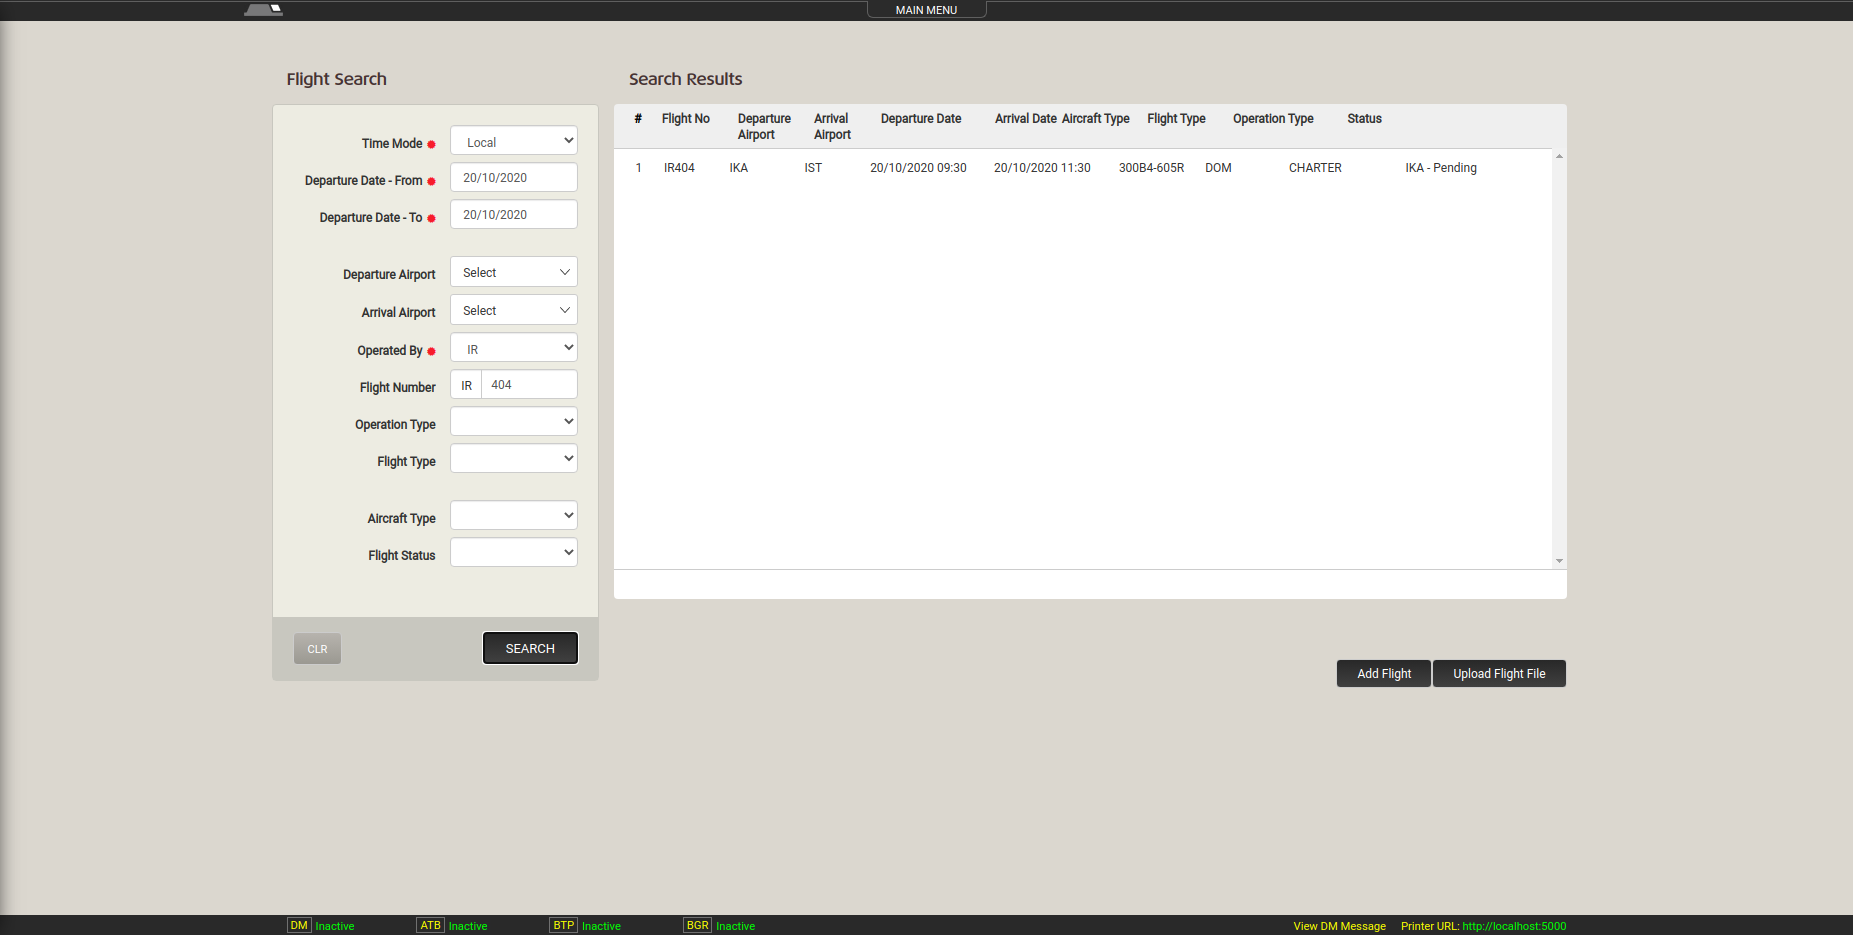 MAIN MENU
Flight Search
Time Mode Local
Departure Date - From 20/10/2020
Departure Date - To 20/10/2020
Departure Airport Select
Arrival Airport Select
Operated By IR
Flight Number IR 404
Operation Type
Flight Type
Aircraft Type
Flight Status
CLR SEARCH
Search Results
# Flight No Departure Airport Arrival Airport Departure Date Arrival Date Aircraft Type Flight Type Operation Type Status
1 IR404 IKA IST 20/10/2020 09:30 20/10/2020 11:30 300B4-605R DOM CHARTER IKA - Pending
Add Flight Upload Flight File
DM Inactive ATB Inactive BTP Inactive BGR Inactive View DM Message Printer URL: http://localhost:5000